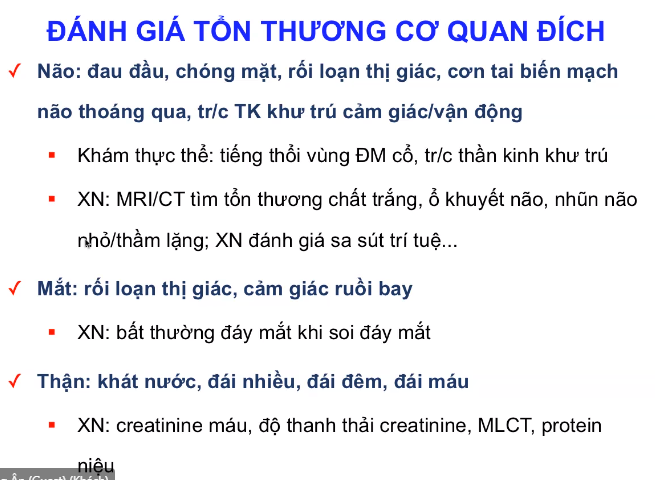 ĐÁNH GIÁ TỔN THƯƠNG CƠ QUAN ĐÍCH
✓ Não: đau đầu, chóng mặt, rối loạn thị giác, cơn tai biến mạch
não thoáng qua, tr/c TK khư trú cảm giác/vận động
▪ Khám thực thể: tiếng thổi vùng ĐM cổ, tr/c thần kinh khư trú
▪ XN: MRI/CT tìm tổn thương chất trắng, ổ khuyết não, nhũn não
nhỏ/thầm lặng; XN đánh giá sa sút trí tuệ...
✓ Mắt: rối loạn thị giác, cảm giác ruồi bay
▪ XN: bất thường đáy mắt khi soi đáy mắt
✓ Thận: khát nước, đái nhiều, đái đêm, đái máu
▪ XN: creatinine máu, độ thanh thải creatinine, MLCT, protein
niệu
Ân (Guest) (Khách)